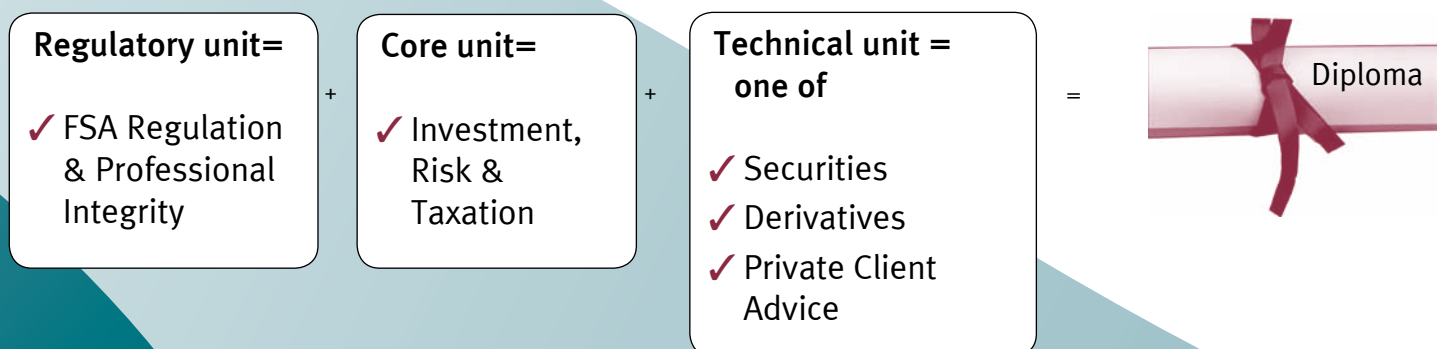 Regulatory unit=
✓ FSA Regulation
& Professional
Integrity
+
Core unit=
✓ Investment,
Risk &
Taxation
+
Technical unit =
one of
✓ Securities
✓ Derivatives
✓ Private Client
Advice
=
Diploma